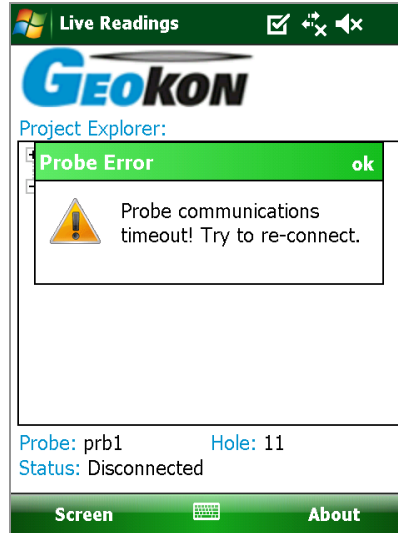 Live Readings
GEOKON
Project Explorer:
Probe Error ok
Probe communications
timeout! Try to re-connect.
Probe: prb1 Hole: 11
Status: Disconnected
Screen About